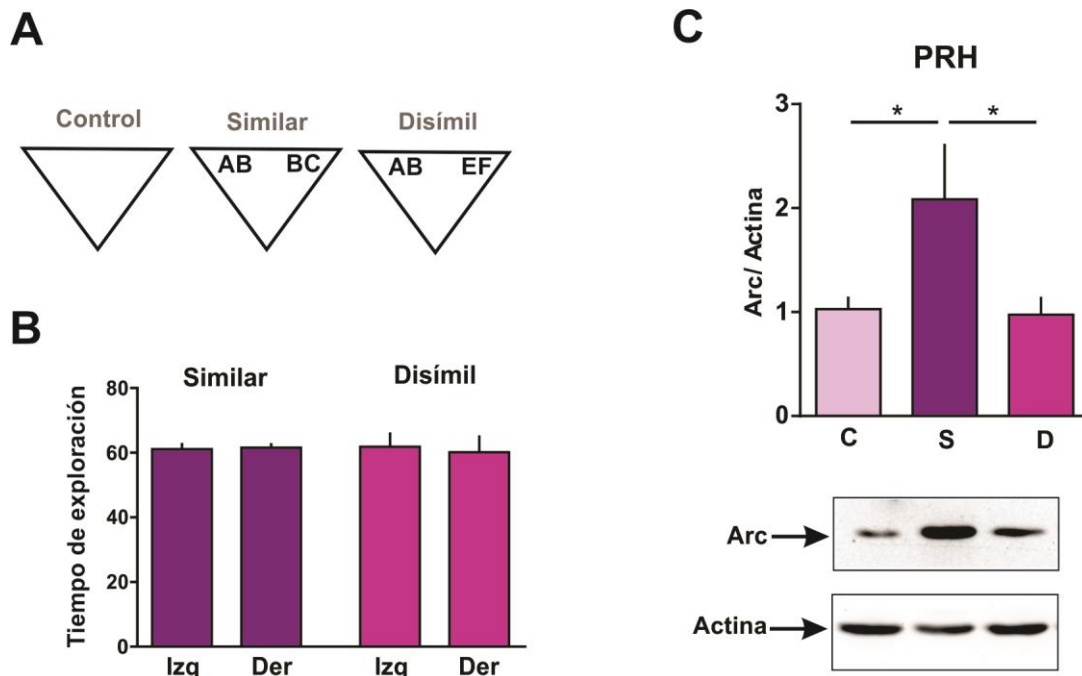 A
Control Similar Disímil
AB BC AB EF
B
Similar Disímil
Tiempo de exploración
80
60
40
20
0
Izq Der Izq Der
C
PRH
* *
Arc/ Actina
3
2
1
0
C S D
Arc
Actina